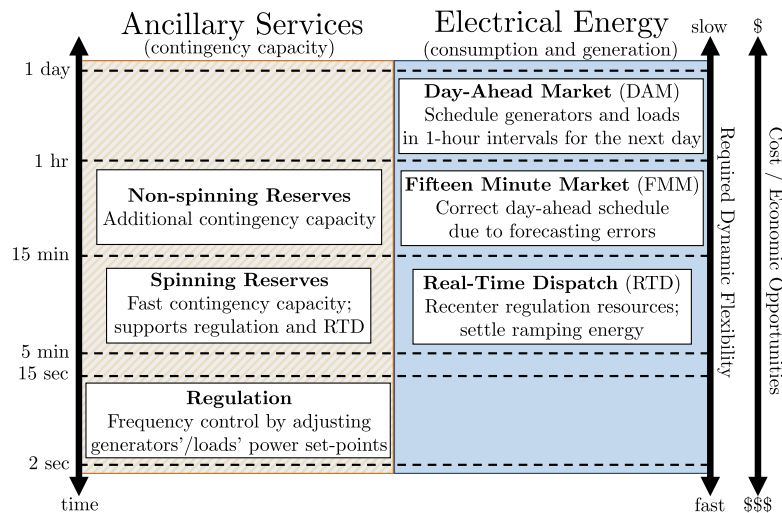 Ancillary Services
(contingency capacity)
Electrical Energy
(consumption and generation)
slow
$
1 day
Day-Ahead Market (DAM)
Schedule generators and loads
in 1-hour intervals for the next day
1 hr
Non-spinning Reserves
Additional contingency capacity
Fifteen Minute Market (FMM)
Correct day-ahead schedule
due to forecasting errors
15 min
Spinning Reserves
Fast contingency capacity;
supports regulation and RTD
Real-Time Dispatch (RTD)
Recenter regulation resources;
settle ramping energy
5 min
15 sec
Regulation
Frequency control by adjusting
generators'/loads' power set-points
2 sec
time
fast
$$$
Required Dynamic Flexibility
Cost / Economic Opportunities